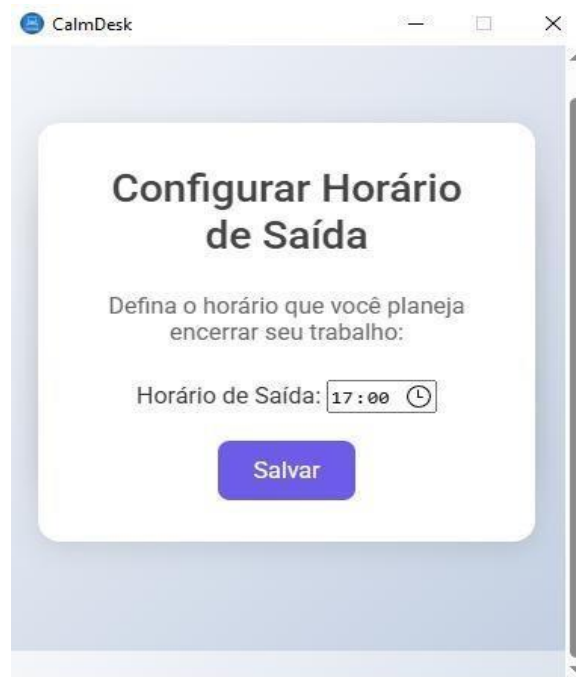 CalmDesk
Configurar Horário
de Saída
Defina o horário que você planeja
encerrar seu trabalho:
Horário de Saída: 17:00
Salvar